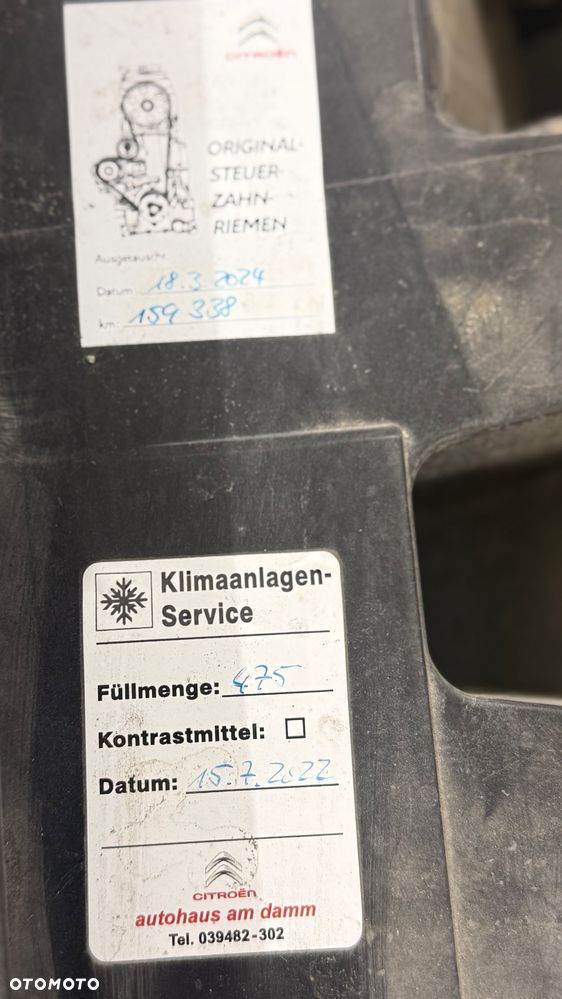 CITROËN
ORIGINAL-
STEUER-
ZAHN-
RIEMEN
Ausgetauscht:
Datum: 18.3.2024
km: 159 338
Klimaanlagen-
Service
Füllmenge: 475
Kontrastmittel:
Datum: 15.7.2022
CITROËN
autohaus am damm
Tel. 039482-302
OTOMOTO